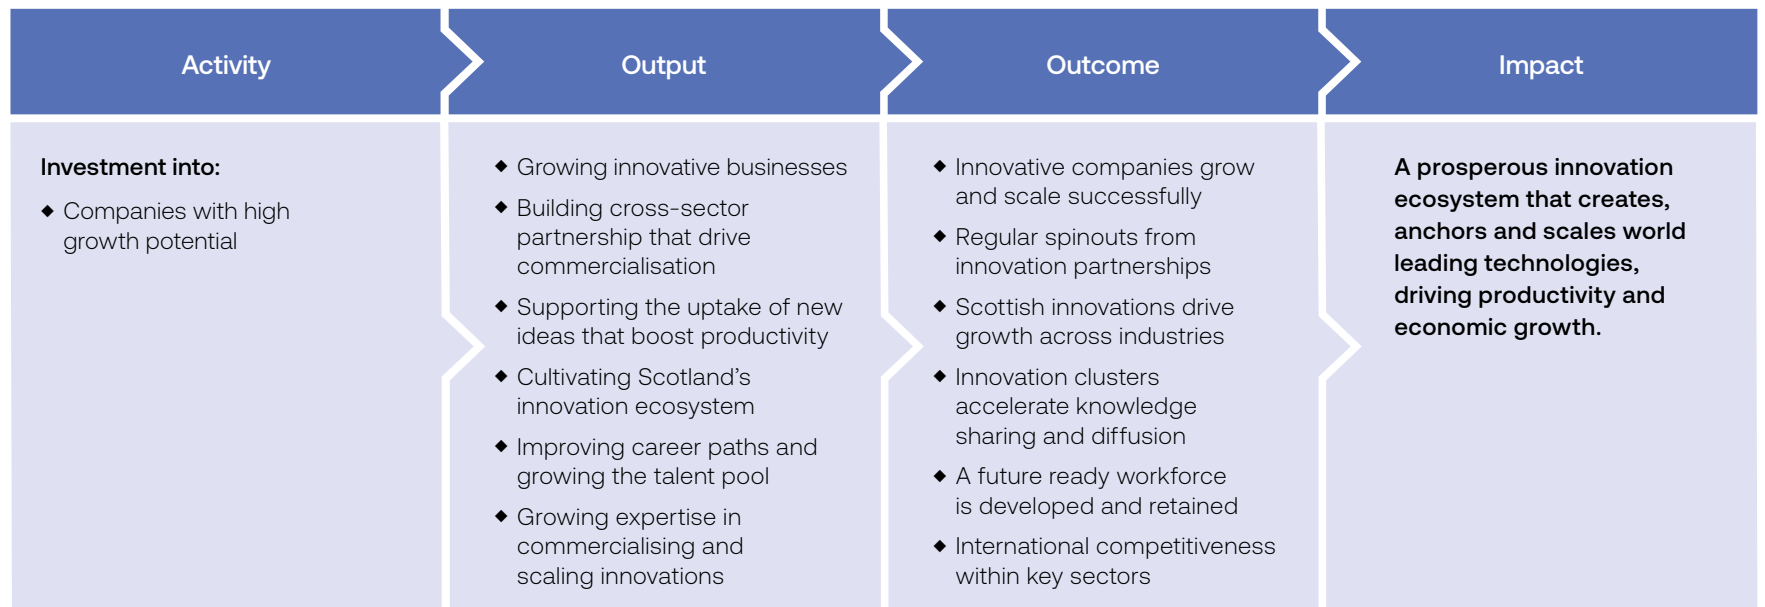 Activity
Output
Outcome
Impact
Investment into:
◆ Companies with high
growth potential
◆ Growing innovative businesses
◆ Building cross-sector
partnership that drive
commercialisation
◆ Supporting the uptake of new
ideas that boost productivity
◆ Cultivating Scotland’s
innovation ecosystem
◆ Improving career paths and
growing the talent pool
◆ Growing expertise in
commercialising and
scaling innovations
◆ Innovative companies grow
and scale successfully
◆ Regular spinouts from
innovation partnerships
◆ Scottish innovations drive
growth across industries
◆ Innovation clusters
accelerate knowledge
sharing and diffusion
◆ A future ready workforce
is developed and retained
◆ International competitiveness
within key sectors
A prosperous innovation
ecosystem that creates,
anchors and scales world
leading technologies,
driving productivity and
economic growth.